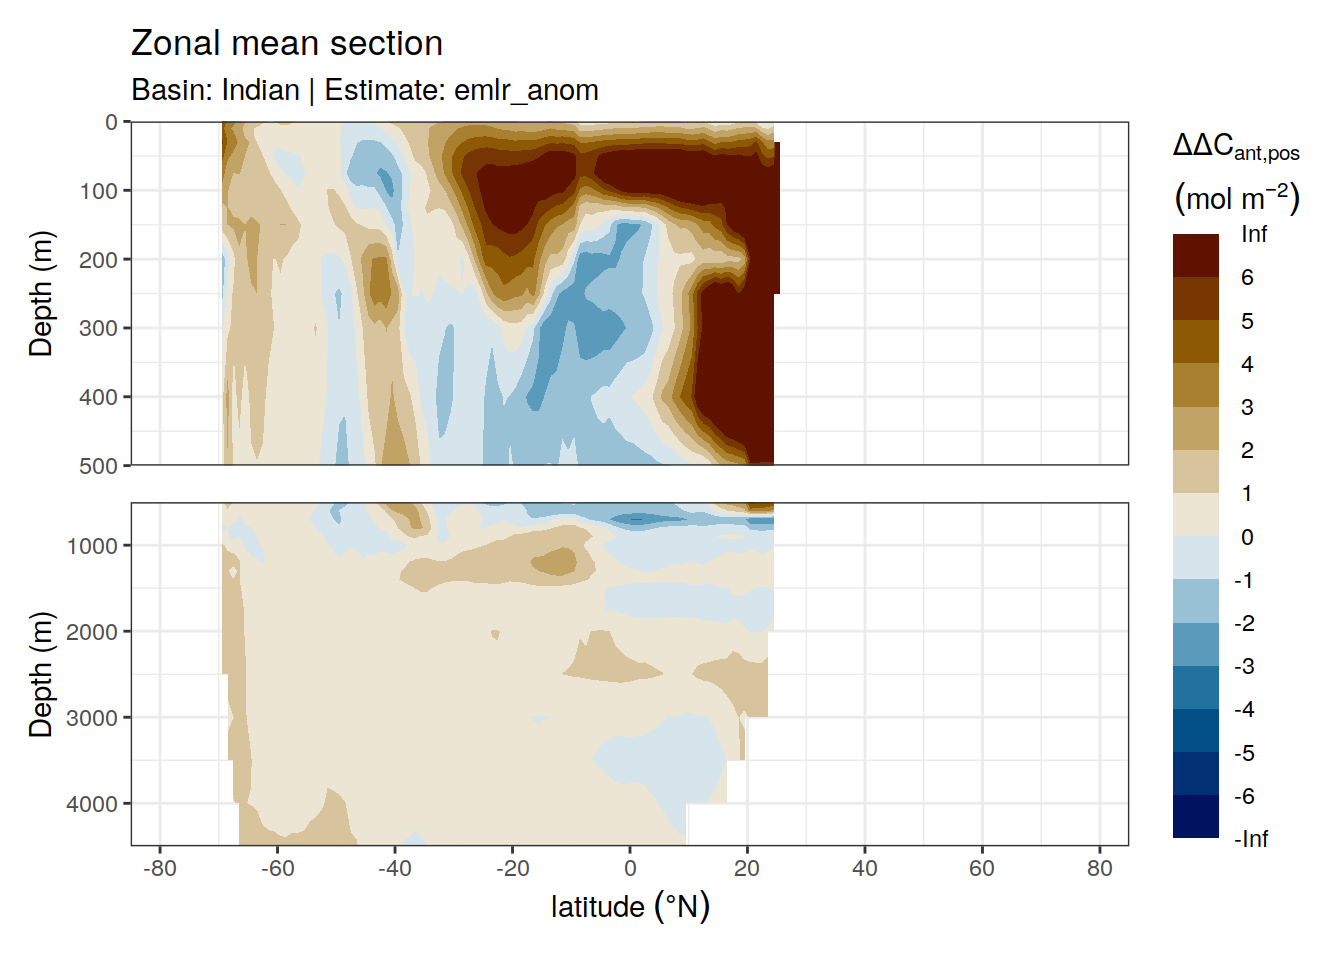 Zonal mean section
Basin: Indian | Estimate: emlr_anom
0
100
200
300
400
500
Depth (m)
1000
2000
3000
4000
Depth (m)
-80 -60 -40 -20 0 20 40 60 80
latitude (°N)
ΔΔC_ant,pos
(mol m⁻²)
Inf
6
5
4
3
2
1
0
-1
-2
-3
-4
-5
-6
-Inf